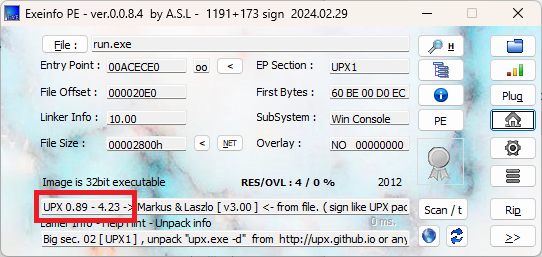 Exeinfo PE - ver.0.0.8.4  by A.S.L -  1191+173 sign  2024.02.29
File : run.exe H
Entry Point : 00ACECE0 oo < EP Section : UPX1
File Offset : 000020E0 First Bytes : 60 BE 00 D0 EC Plug
Linker Info : 10.00 SubSystem : Win Console PE
File Size : 00002800h < NET Overlay : NO  00000000
Image is 32bit executable RES/OVL : 4 / 0 % 2012
UPX 0.89 - 4.23 -> Markus & Laszlo [ v3.00 ] <- from file. ( sign like UPX pac Scan / t Rip
Lamer Info - Help Hint - Unpack info 0 ms.
Big sec. 02 [ UPX1 ] , unpack "upx.exe -d"  from  http://upx.github.io or any >>